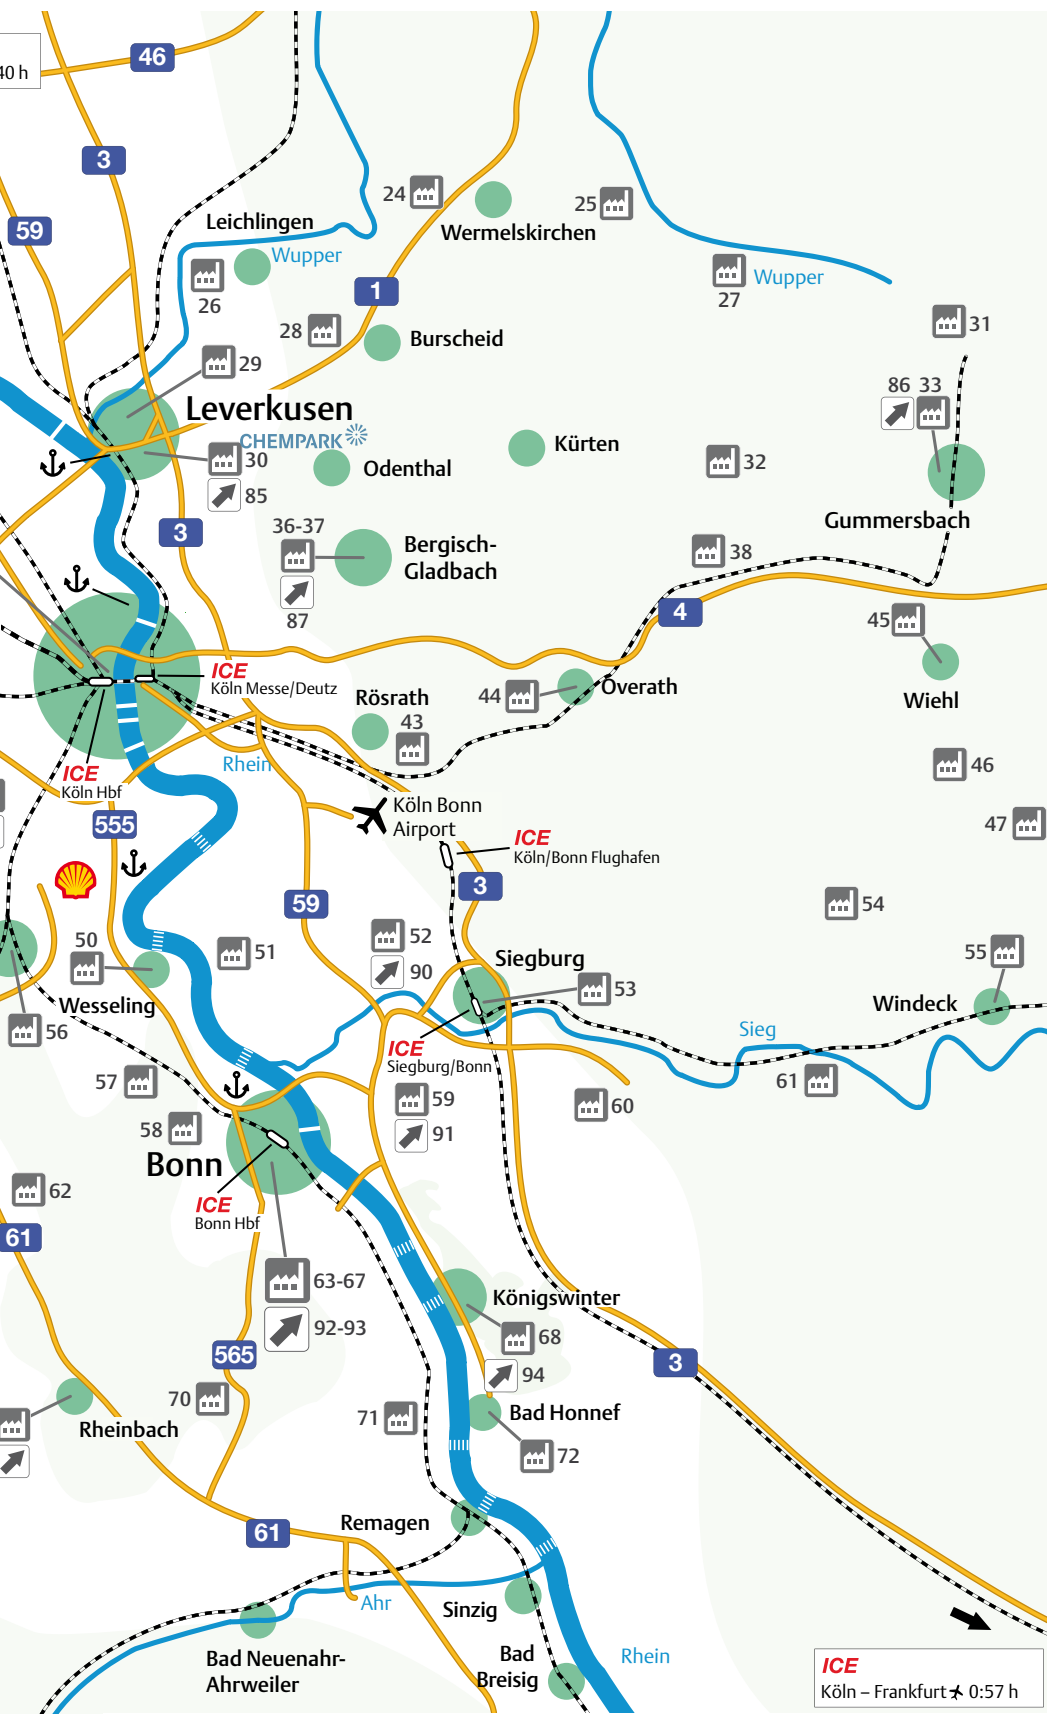 46
40 h
3
24
25
59
Leichlingen
Wermelskirchen
Wupper
27
Wupper
26
1
28
Burscheid
31
29
86 33
Leverkusen
CHEMPARK
Kürten
30
Odenthal
32
85
Gummersbach
3
36-37
Bergisch-
Gladbach
38
87
4
45
ICE
Köln Messe/Deutz
Rösrath
44
Overath
Wiehl
43
Rhein
46
ICE
Köln Hbf
555
Köln Bonn
Airport
47
ICE
Köln/Bonn Flughafen
3
59
54
50
51
52
Siegburg
55
90
53
Wesseling
Windeck
56
Sieg
ICE
Siegburg/Bonn
57
61
59
60
58
91
Bonn
62
ICE
Bonn Hbf
61
63-67
Königswinter
92-93
68
565
3
94
70
71
Bad Honnef
Rheinbach
72
61
Remagen
Ahr
Sinzig
Bad Neuenahr-
Ahrweiler
Bad
Breisig
Rhein
ICE
Köln – Frankfurt 0:57 h